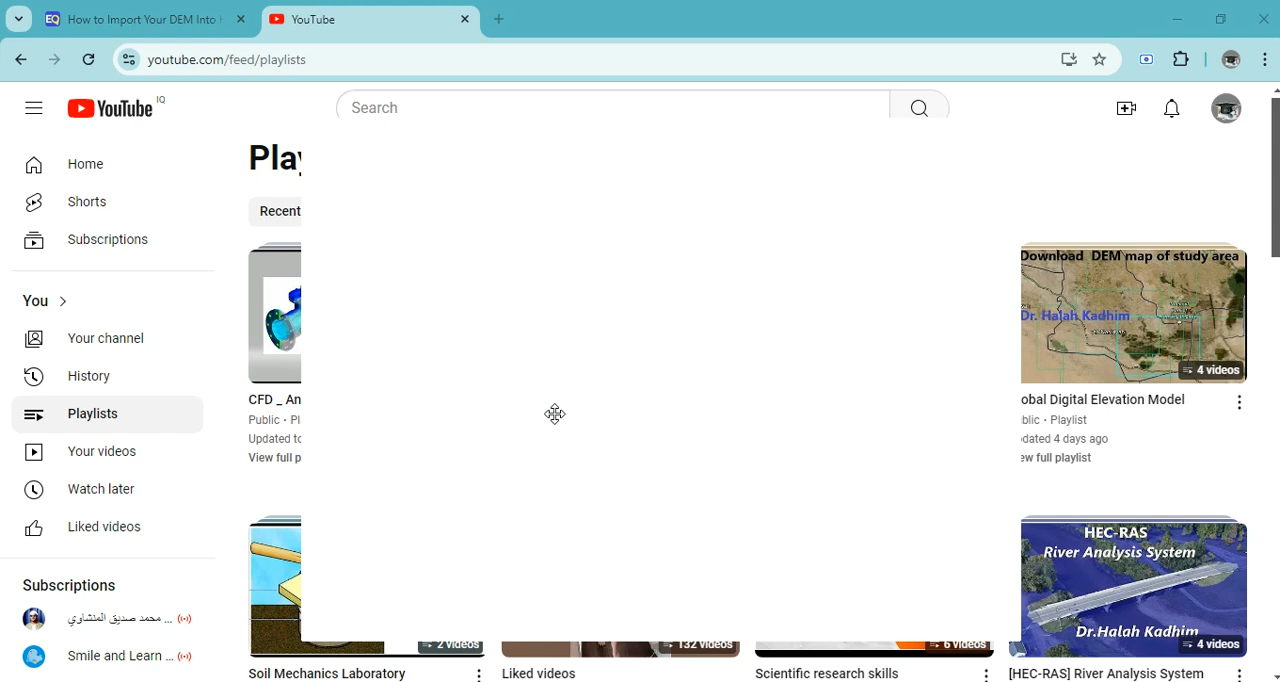 How to Import Your DEM Into
YouTube
youtube.com/feed/playlists
YouTube IQ
Search
Home
Shorts
Subscriptions
You
Your channel
History
Playlists
Your videos
Watch later
Liked videos
Subscriptions
محمد صديق المنشاوي ...
Smile and Learn ...
Play
Recent
CFD _ An
Public • Pl
Updated to
View full p
Download DEM map of study area
Dr. Halah Kadhim
4 videos
obal Digital Elevation Model
blic • Playlist
dated 4 days ago
ew full playlist
2 videos
Soil Mechanics Laboratory
132 videos
Liked videos
6 videos
Scientific research skills
HEC-RAS
River Analysis System
Dr.Halah Kadhim
4 videos
[HEC-RAS] River Analysis System